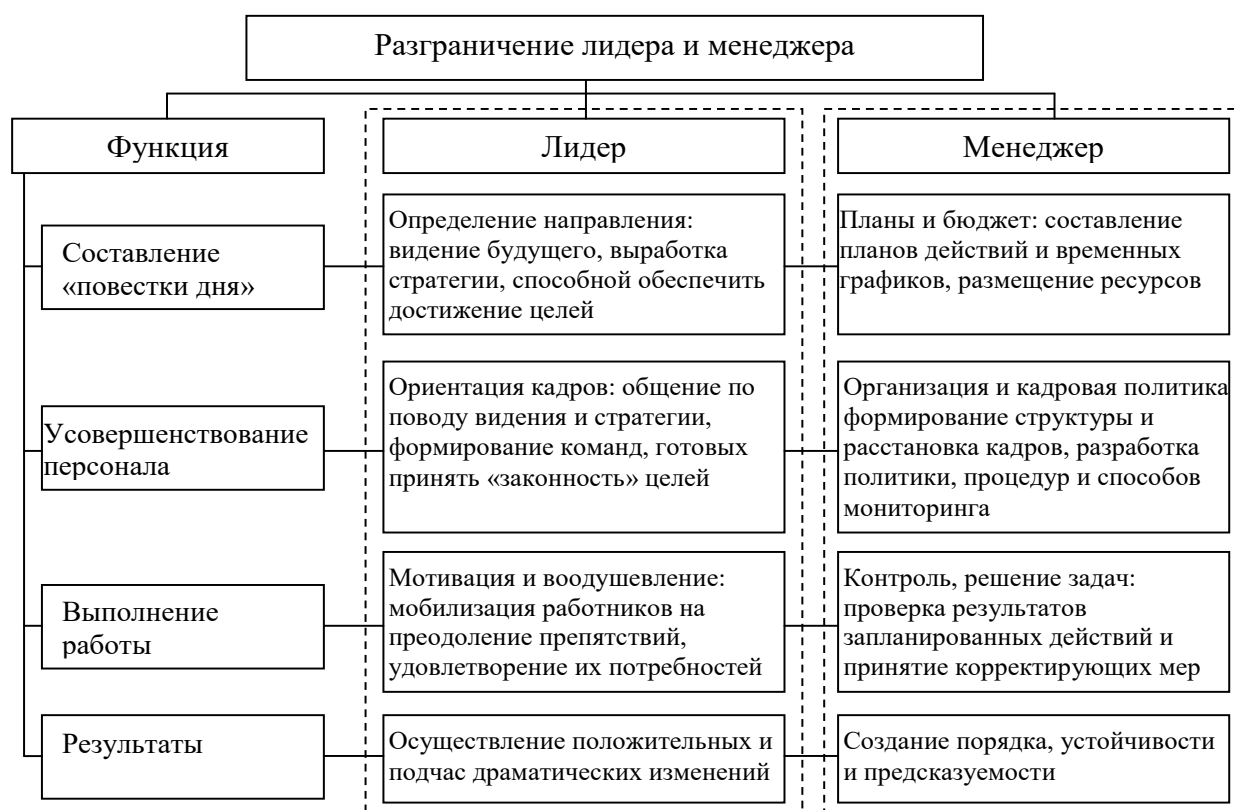 Разграничение лидера и менеджера
Функция
Лидер
Менеджер
Составление
«повестки дня»
Определение направления:
видение будущего, выработка
стратегии, способной обеспечить
достижение целей
Планы и бюджет: составление
планов действий и временных
графиков, размещение ресурсов
Усовершенствование
персонала
Ориентация кадров: общение по
поводу видения и стратегии,
формирование команд, готовых
принять «законность» целей
Организация и кадровая политика
формирование структуры и
расстановка кадров, разработка
политики, процедур и способов
мониторинга
Выполнение
работы
Мотивация и воодушевление:
мобилизация работников на
преодоление препятствий,
удовлетворение их потребностей
Контроль, решение задач:
проверка результатов
запланированных действий и
принятие корректирующих мер
Результаты
Осуществление положительных и
подчас драматических изменений
Создание порядка, устойчивости
и предсказуемости